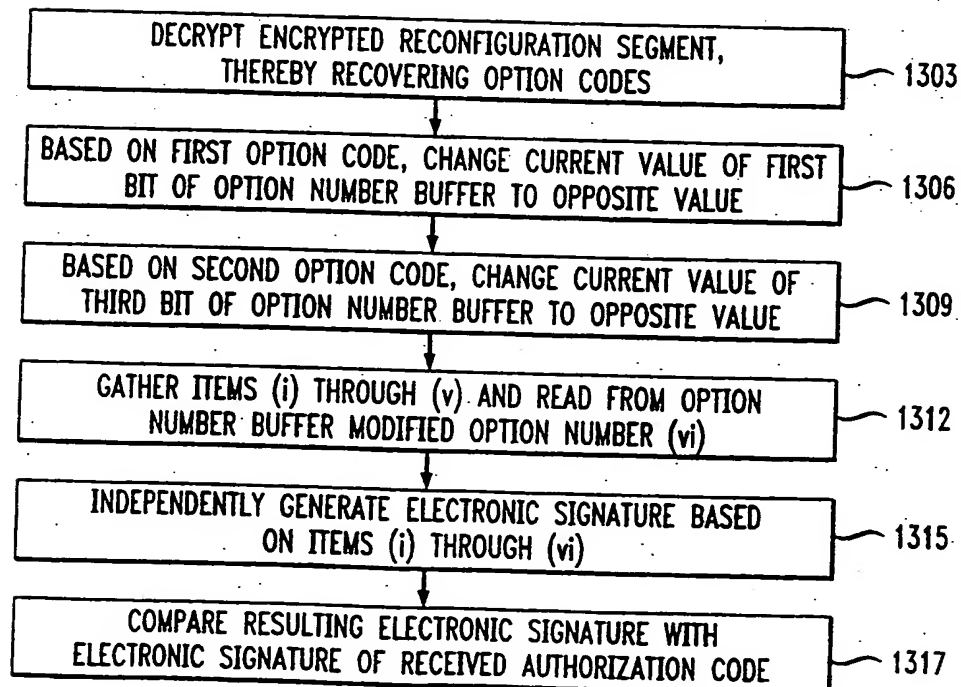 DECRYPT ENCRYPTED RECONFIGURATION SEGMENT,
THEREBY RECOVERING OPTION CODES
1303
BASED ON FIRST OPTION CODE, CHANGE CURRENT VALUE OF FIRST
BIT OF OPTION NUMBER BUFFER TO OPPOSITE VALUE
1306
BASED ON SECOND OPTION CODE, CHANGE CURRENT VALUE OF
THIRD BIT OF OPTION NUMBER BUFFER TO OPPOSITE VALUE
1309
GATHER ITEMS (i) THROUGH (v) AND READ FROM OPTION
NUMBER BUFFER MODIFIED OPTION NUMBER (vi)
1312
INDEPENDENTLY GENERATE ELECTRONIC SIGNATURE BASED
ON ITEMS (i) THROUGH (vi)
1315
COMPARE RESULTING ELECTRONIC SIGNATURE WITH
ELECTRONIC SIGNATURE OF RECEIVED AUTHORIZATION CODE
1317